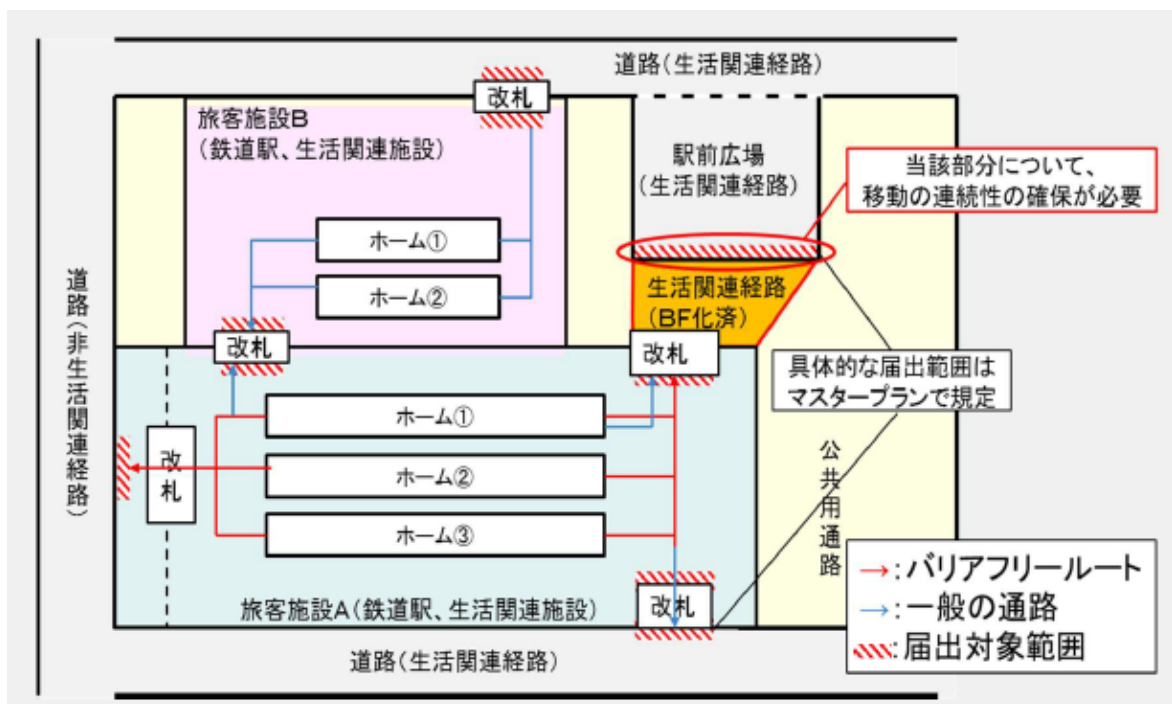 道路（生活関連経路）
改札
旅客施設B
（鉄道駅、生活関連施設）
駅前広場
（生活関連経路）
当該部分について、
移動の連続性の確保が必要
ホーム①
ホーム②
生活関連経路
（BF化済）
道路（非生活関連経路）
改札
改札
具体的な届出範囲は
マスタープランで規定
ホーム①
改札
ホーム②
ホーム③
公共用通路
旅客施設A（鉄道駅、生活関連施設）
改札
道路（生活関連経路）
→：バリアフリールート
→：一般の通路
：届出対象範囲